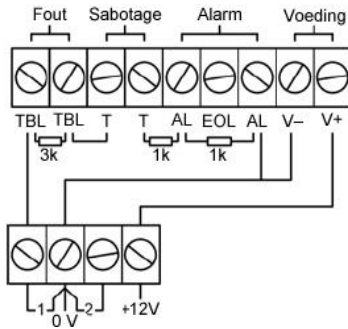 Fout Sabotage Alarm Voeding
TBL TBL T T AL EOL AL V– V+
3k 1k 1k
1 2 +12V
0 V